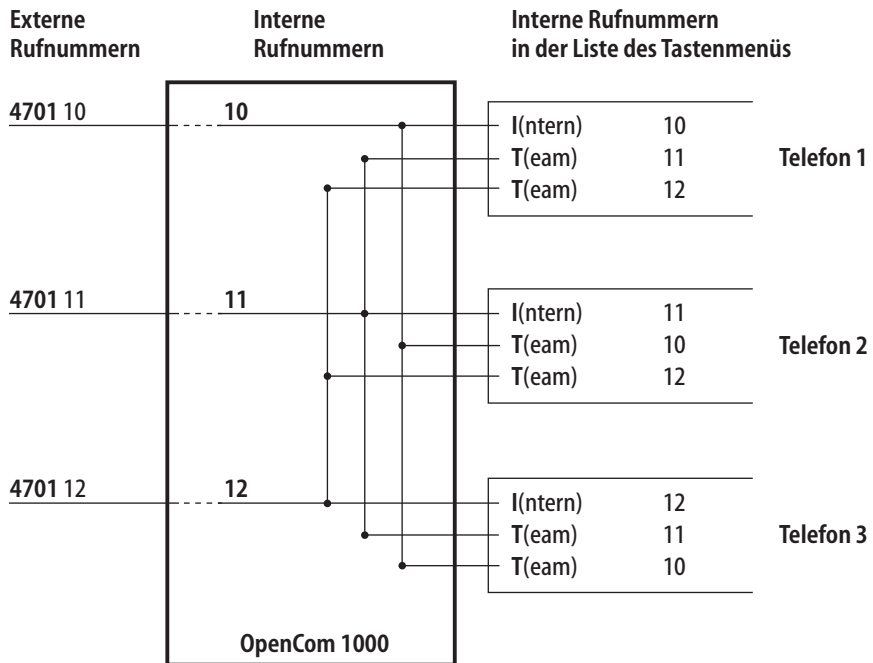 Externe Rufnummern
Interne Rufnummern
Interne Rufnummern in der Liste des Tastenmenüs
4701 10
10
I(ntern) 10
T(eam) 11
T(eam) 12
Telefon 1
4701 11
11
I(ntern) 11
T(eam) 10
T(eam) 12
Telefon 2
4701 12
12
I(ntern) 12
T(eam) 11
T(eam) 10
Telefon 3
OpenCom 1000